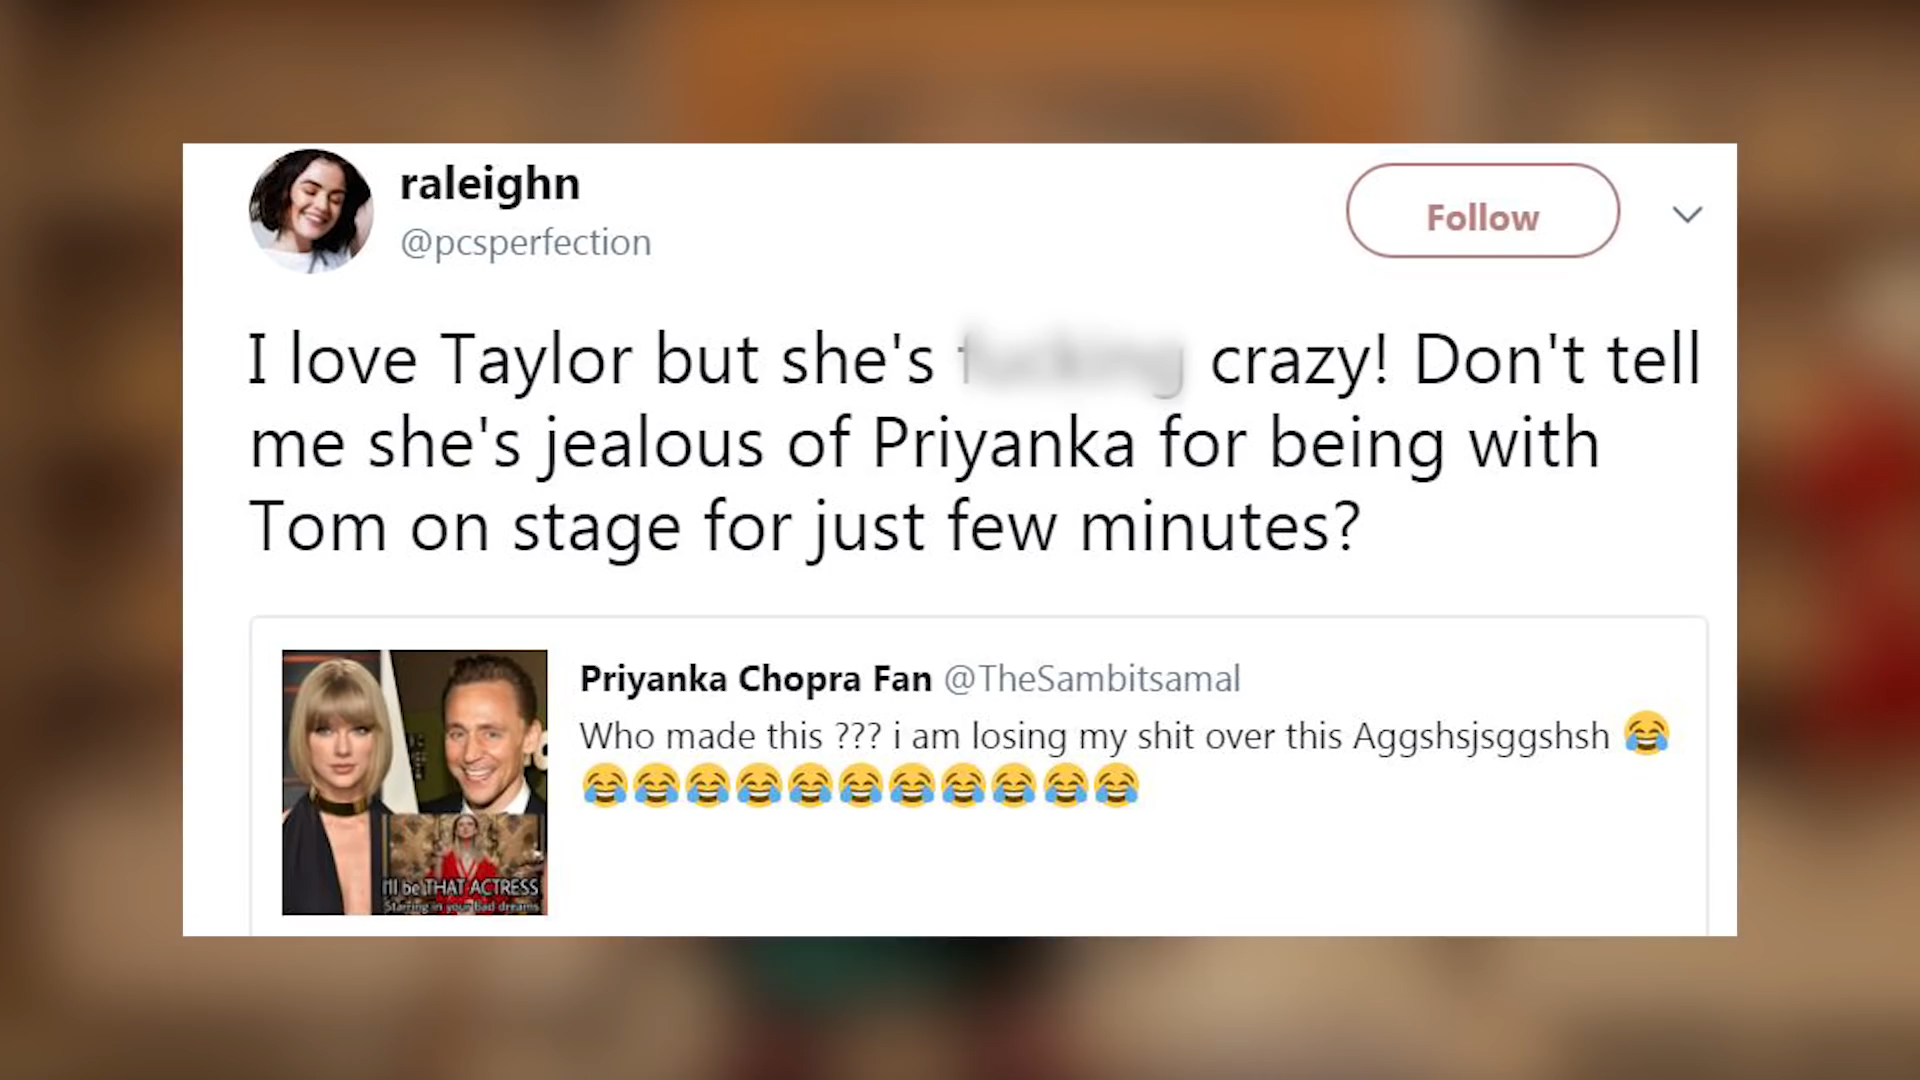 raleighn
@pcsperfection
Follow
I love Taylor but she's crazy! Don't tell
me she's jealous of Priyanka for being with
Tom on stage for just few minutes?
Priyanka Chopra Fan @TheSambitsamal
Who made this ??? i am losing my shit over this Aggshsjsggshsh 😂
😂😂😂😂😂😂😂😂😂😂😂
I'll be THAT ACTRESS
Starring in your bad dreams